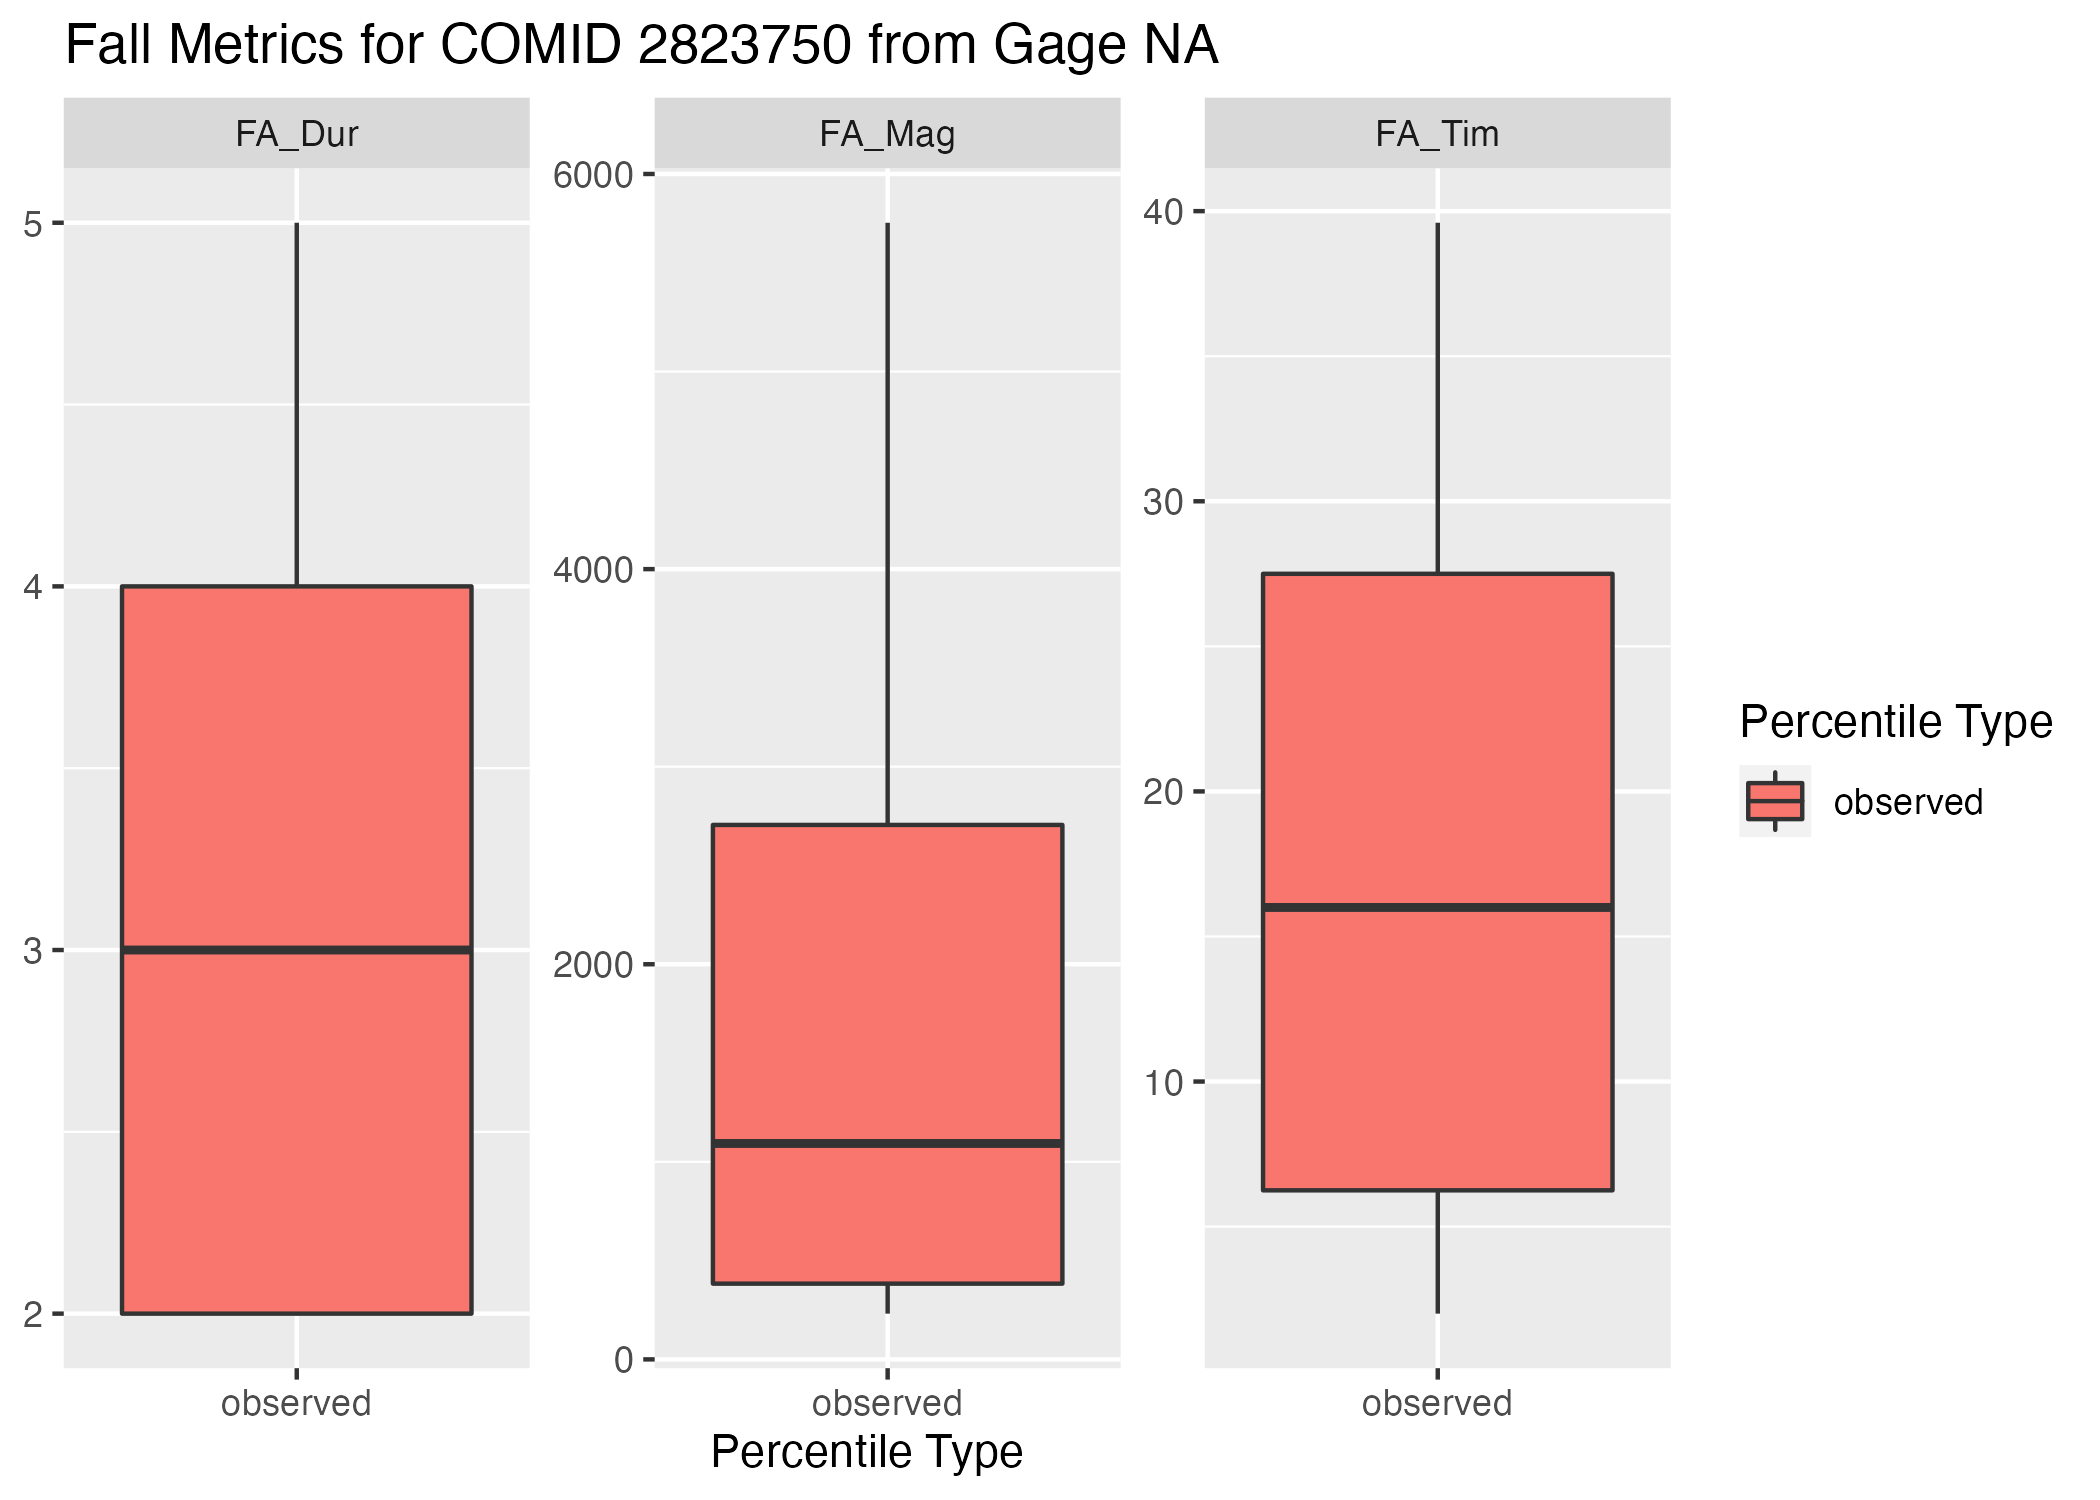 Fall Metrics for COMID 2823750 from Gage NA
FA_Dur
FA_Mag
FA_Tim
5
4
3
2
6000
4000
2000
0
40
30
20
10
observed
observed
observed
Percentile Type
Percentile Type
observed